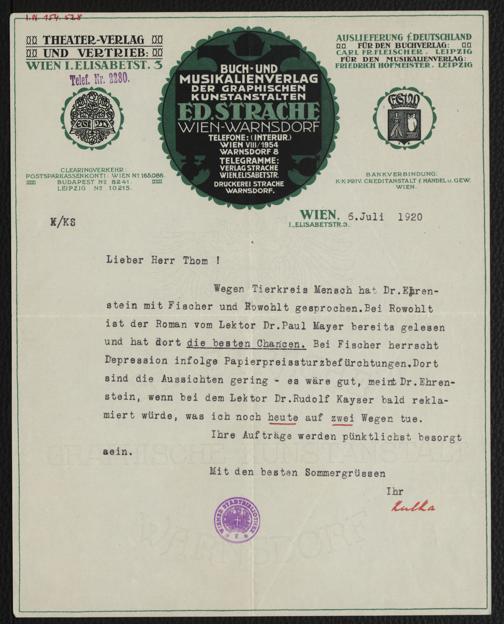 I.N. 154.528
THEATER-VERLAG
UND VERTRIEB:
WIEN I. ELISABETST. 3
Telef. Nr. 2280.
BUCH- UND
MUSIKALIENVERLAG
DER GRAPHISCHEN
KUNSTANSTALTEN
ED. STRACHE
WIEN-WARNSDORF
TELEFONE: (INTERUR.)
WIEN VIII/1954
WARNSDORF 8
TELEGRAMME:
VERLAG STRACHE
WIEN ELISABETSTR.
DRUCKEREI STRACHE
WARNSDORF.
AUSLIEFERUNG f. DEUTSCHLAND
FÜR DEN BUCHVERLAG:
CARL FR. FLEISCHER, LEIPZIG
FÜR DEN MUSIKALIENVERLAG:
FRIEDRICH HOFMEISTER, LEIPZIG
CLEARINGVERKEHR
POSTSPARKASSENKONTI: WIEN No 165.088.
BUDAPEST No 8241.
LEIPZIG No 10215.
BANKVERBINDUNG:
K·K·PRIV. CREDITANSTALT f. HANDEL u. GEW.
WIEN.
WIEN, 6.Juli 1920
I., ELISABETSTR. 3.
K/KS
Lieber Herr Thom !
Wegen Tierkreis Mensch hat Dr.Ehren-
stein mit Fischer und Rowohlt gesprochen.Bei Rowohlt
ist der Roman vom Lektor Dr.Paul Mayer bereits gelesen
und hat dort die besten Chancen. Bei Fischer herrscht
Depression infolge Papierpreissturzbefürchtungen.Dort
sind die Aussichten gering - es wäre gut, meint Dr.Ehren-
stein, wenn bei dem Lektor Dr.Rudolf Kayser bald rekla-
miert würde, was ich noch heute auf zwei Wegen tue.
Ihre Aufträge werden pünktlichst besorgt
sein.
Mit den besten Sommergrüssen
Ihr
Kulka
WIENER STADTBIBLIOTHEK